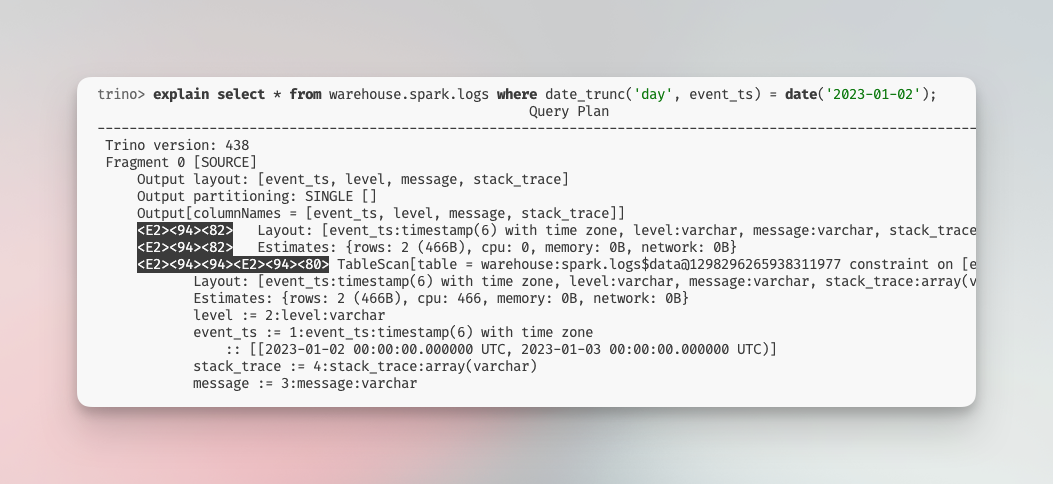 trino> explain select * from warehouse.spark.logs where date_trunc('day', event_ts) = date('2023-01-02');
Query Plan
--------------------------------------------------------------------------------------------------------------
Trino version: 438
Fragment 0 [SOURCE]
Output layout: [event_ts, level, message, stack_trace]
Output partitioning: SINGLE []
Output[columnNames = [event_ts, level, message, stack_trace]]
<E2><94><82>   Layout: [event_ts:timestamp(6) with time zone, level:varchar, message:varchar, stack_trace
<E2><94><82>   Estimates: {rows: 2 (466B), cpu: 0, memory: 0B, network: 0B}
<E2><94><94><E2><94><80> TableScan[table = warehouse:spark.logs$data@1298296265938311977 constraint on [e
Layout: [event_ts:timestamp(6) with time zone, level:varchar, message:varchar, stack_trace:array(v
Estimates: {rows: 2 (466B), cpu: 466, memory: 0B, network: 0B}
level := 2:level:varchar
event_ts := 1:event_ts:timestamp(6) with time zone
:: [[2023-01-02 00:00:00.000000 UTC, 2023-01-03 00:00:00.000000 UTC)]
stack_trace := 4:stack_trace:array(varchar)
message := 3:message:varchar